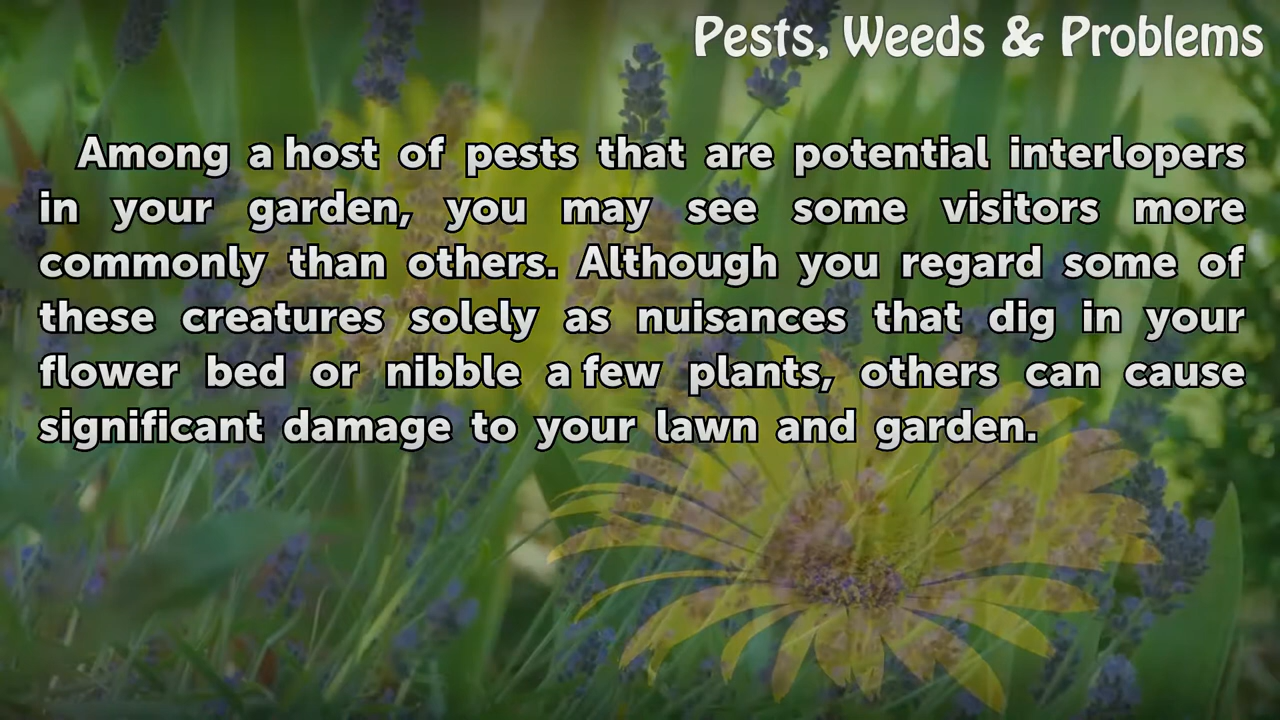 Pests, Weeds & Problems
Among a host of pests that are potential interlopers
in your garden, you may see some visitors more
commonly than others. Although you regard some of
these creatures solely as nuisances that dig in your
flower bed or nibble a few plants, others can cause
significant damage to your lawn and garden.